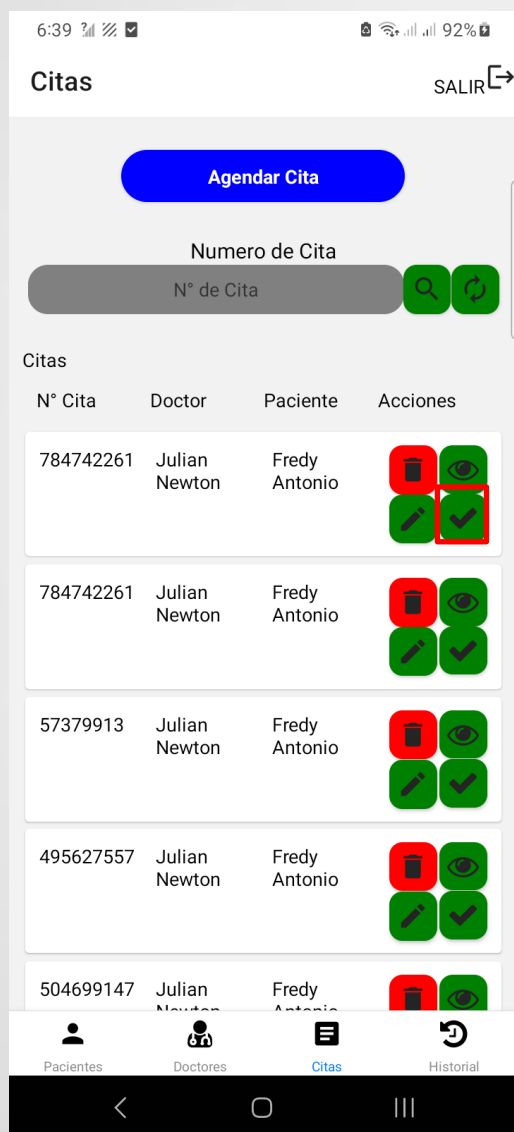 6:39 92%
Citas
SALIR
Agendar Cita
Numero de Cita
N° de Cita
Citas
N° Cita Doctor Paciente Acciones
784742261 Julian Fredy
Newton Antonio
784742261 Julian Fredy
Newton Antonio
57379913 Julian Fredy
Newton Antonio
495627557 Julian Fredy
Newton Antonio
504699147 Julian Fredy
Newton Antonio
Pacientes Doctores Citas Historial